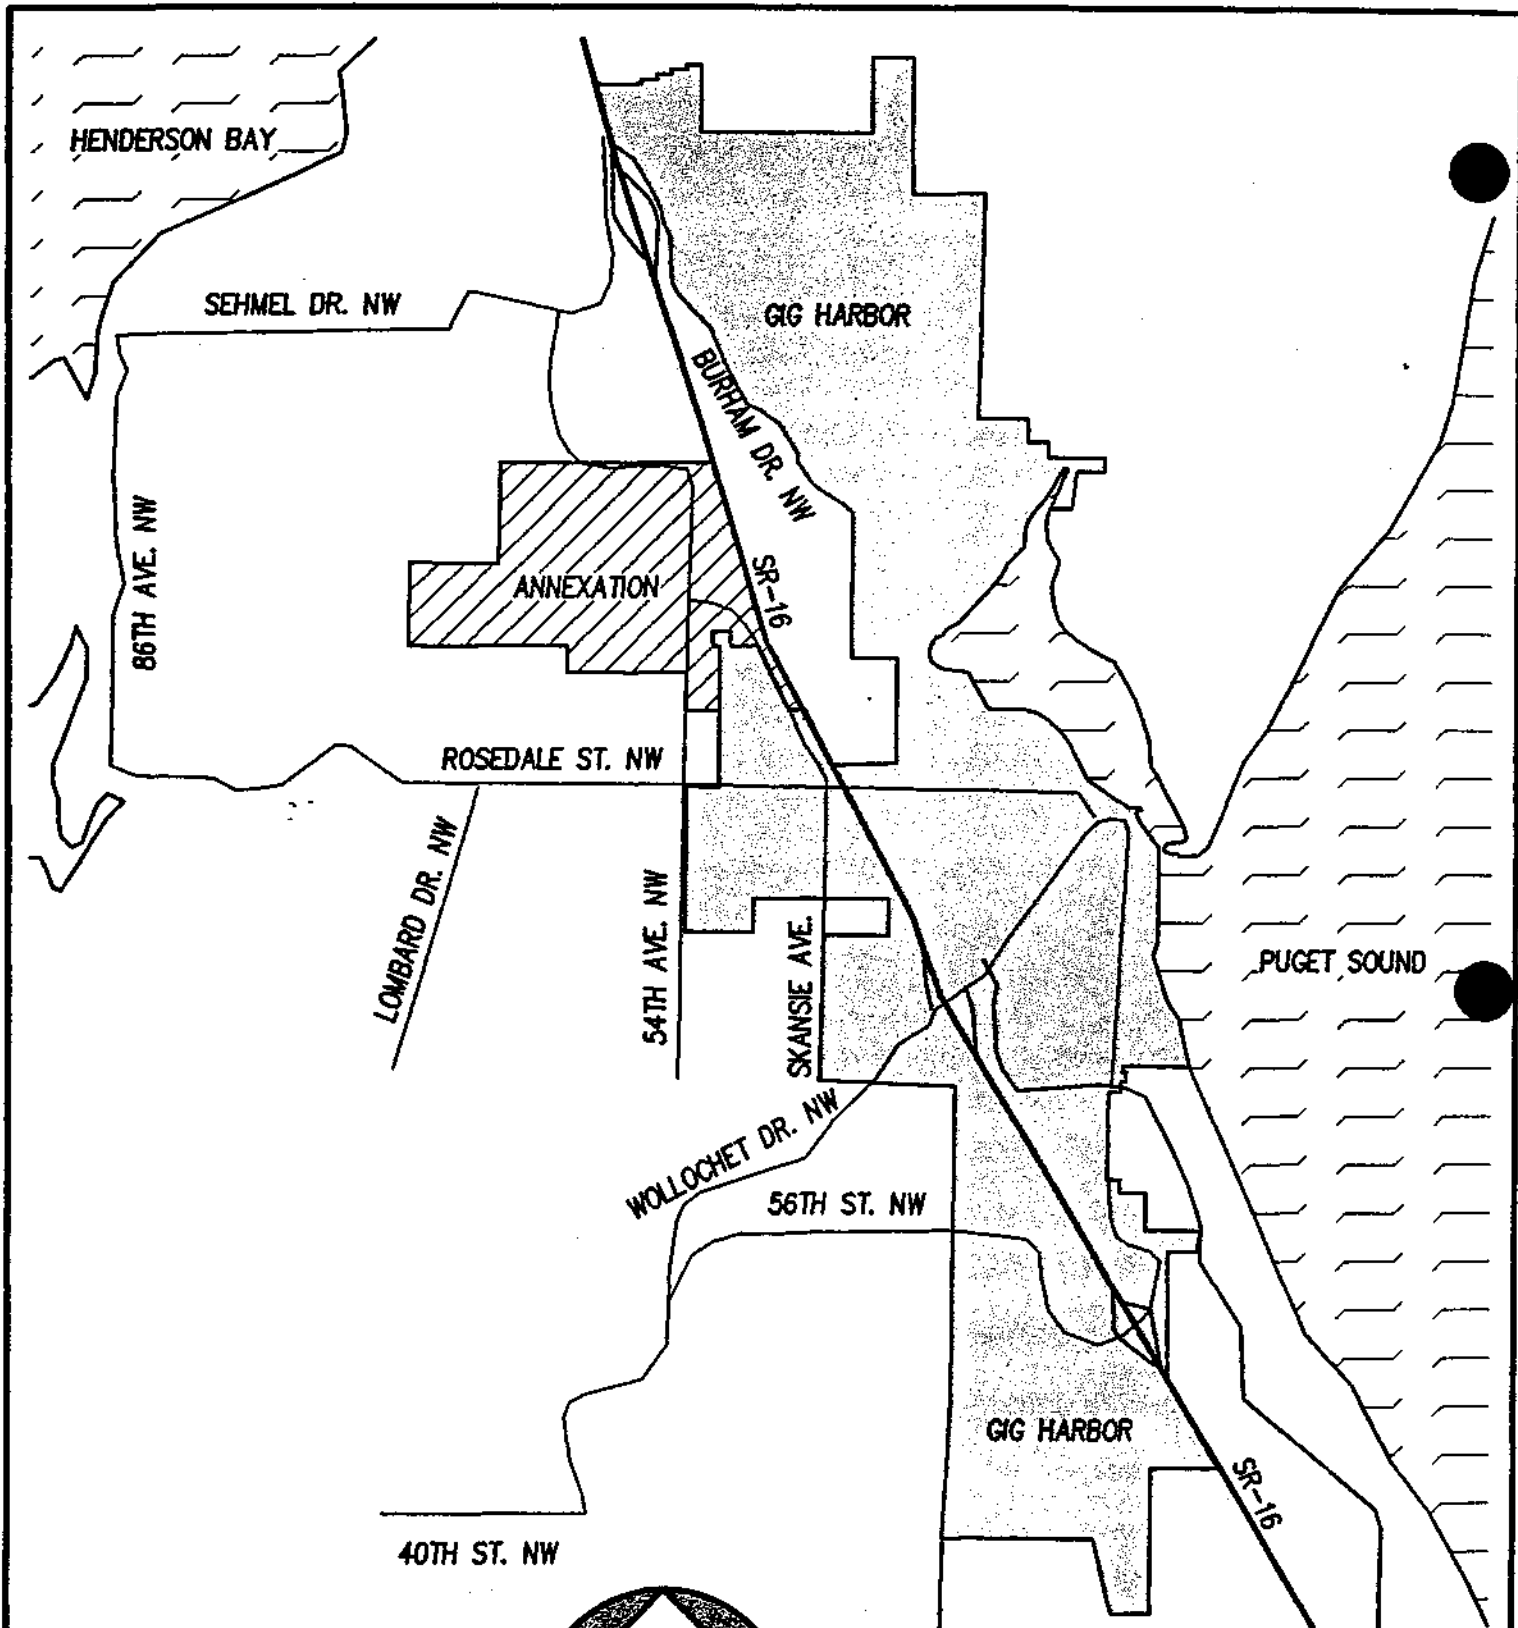 HENDERSON BAY
SEHMEL DR. NW
GIG HARBOR
BURHAM DR. NW
86TH AVE. NW
ANNEXATION
SR-16
ROSEDALE ST. NW
LOMBARD DR. NW
54TH AVE. NW
SKANSIE AVE.
PUGET SOUND
WOLLOCHET DR. NW
56TH ST. NW
GIG HARBOR
SR-16
40TH ST. NW